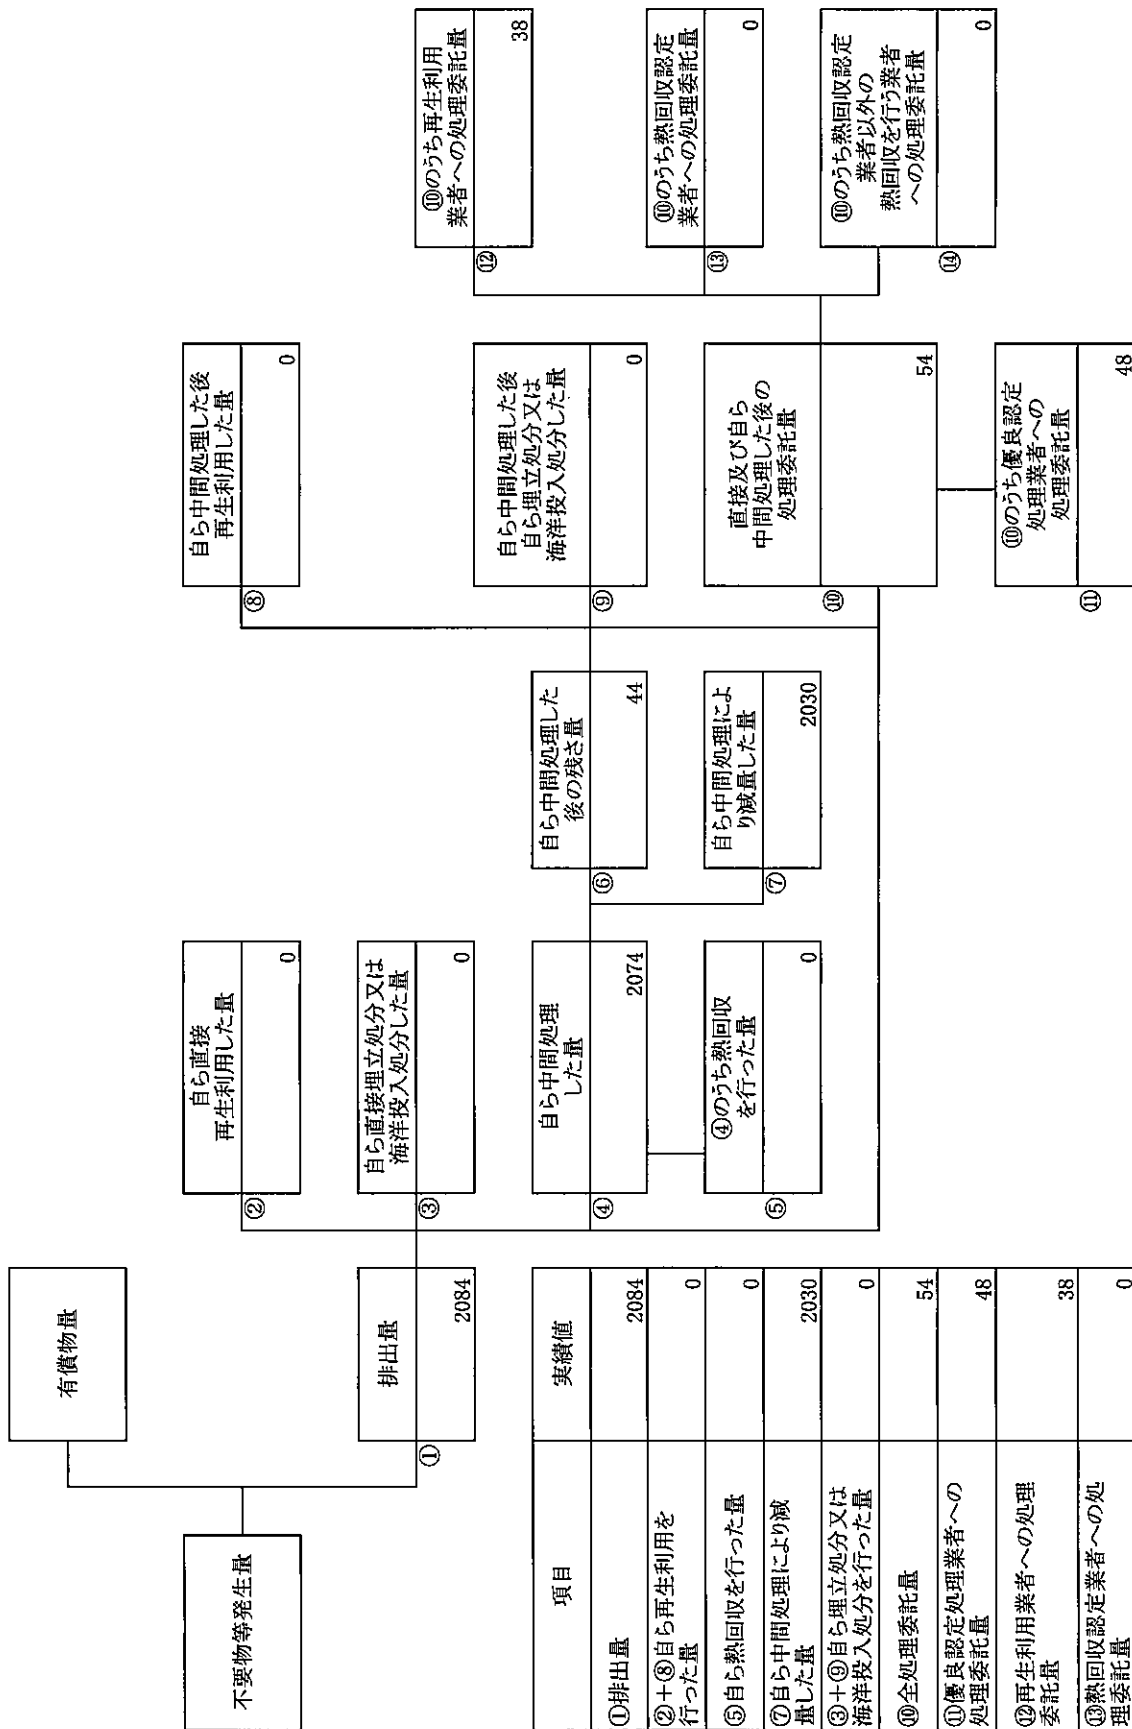 有償物量
不要物等発生量
排出量
①
2084
自ら直接
再生利用した量
②
0
自ら直接埋立処分又は
海洋投入処分した量
③
0
自ら中間処理
した量
④
2074
④のうち熱回収
を行った量
⑤
0
自ら中間処理した
後の残さ量
⑥
44
自ら中間処理によ
り減量した量
⑦
2030
自ら中間処理した後
再生利用した量
⑧
0
自ら中間処理した後
自ら埋立処分又は
海洋投入処分した量
⑨
0
直接及び自ら
中間処理した後の
処理委託量
⑩
54
⑩のうち優良認定
処理業者への
処理委託量
⑪
48
⑩のうち再生利用
業者への処理委託量
⑫
38
⑩のうち熱回収認定
業者への処理委託量
⑬
0
⑩のうち熱回収認定
業者以外の
熱回収を行う業者
への処理委託量
⑭
0
項目 実績値
①排出量 2084
②+⑧自ら再生利用を
行った量 0
⑤自ら熱回収を行った量 0
⑦自ら中間処理により減
量した量 2030
③+⑨自ら埋立処分又は
海洋投入処分を行った量 0
⑩全処理委託量 54
⑪優良認定処理業者への
処理委託量 48
⑫再生利用業者への処理
委託量 38
⑬熱回収認定業者への処
理委託量 0